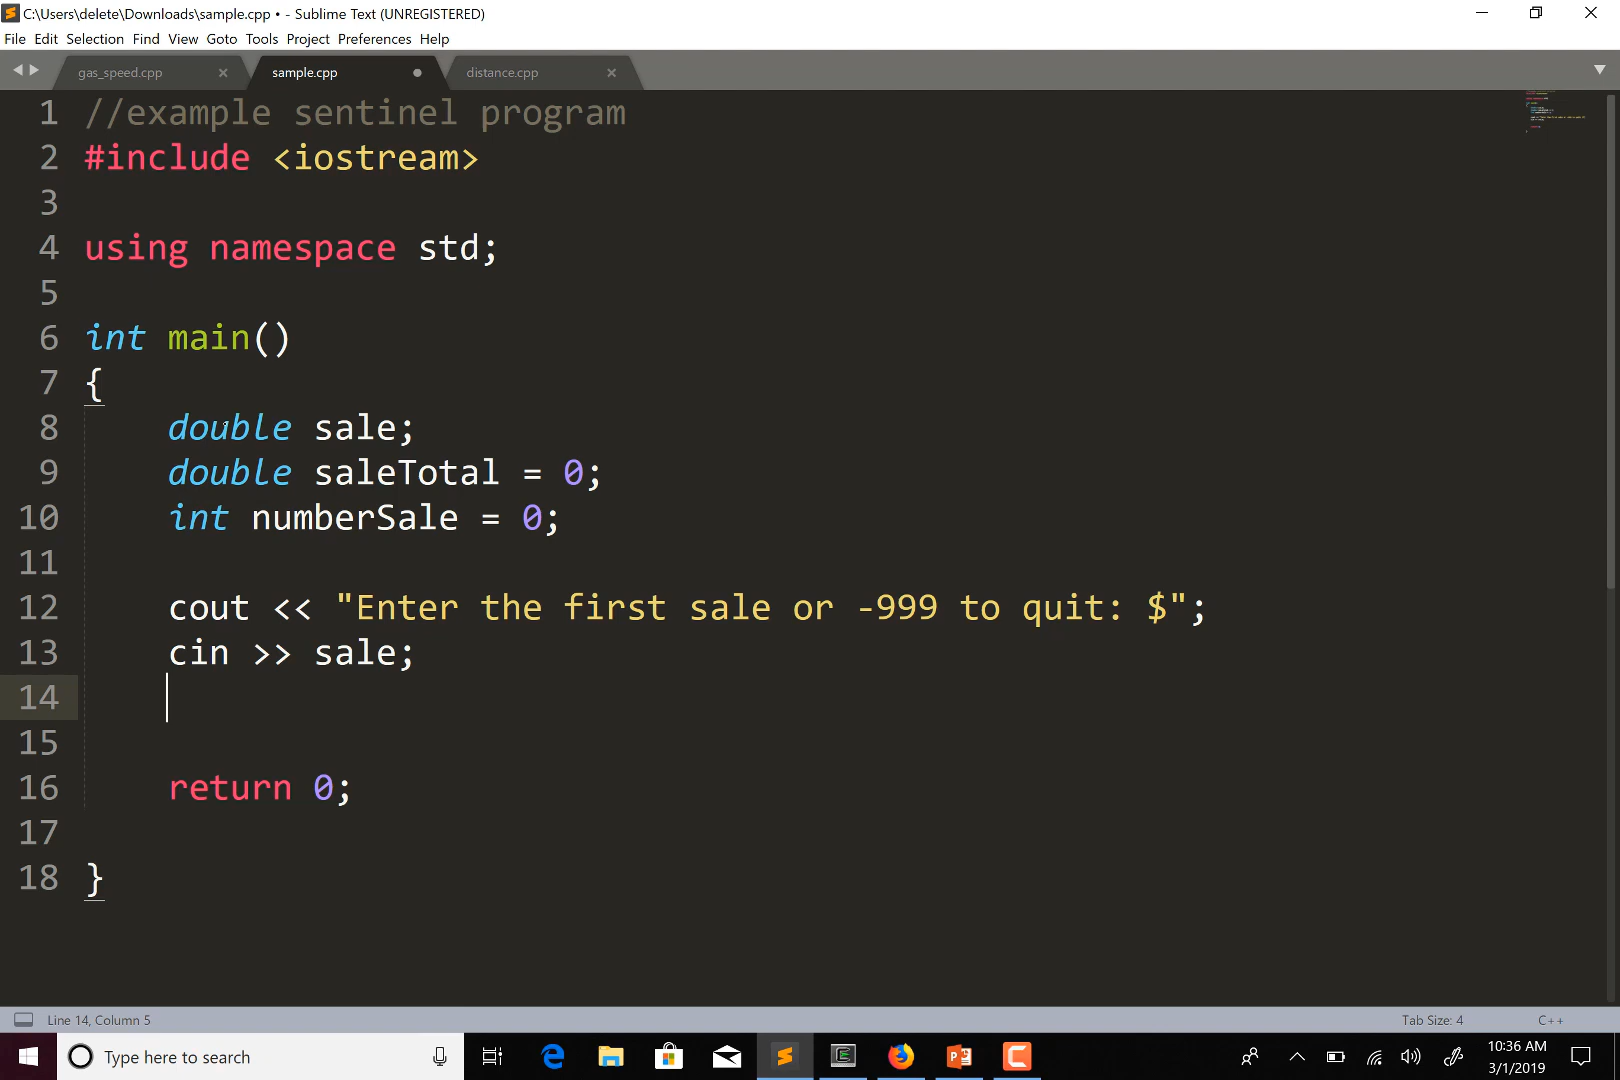 C:\Users\delete\Downloads\sample.cpp • - Sublime Text (UNREGISTERED)
File Edit Selection Find View Goto Tools Project Preferences Help
gas_speed.cpp sample.cpp distance.cpp
1 //example sentinel program
2 #include <iostream>
3
4 using namespace std;
5
6 int main()
7 {
8 double sale;
9 double saleTotal = 0;
10 int numberSale = 0;
11
12 cout << "Enter the first sale or -999 to quit: $";
13 cin >> sale;
14
15
16 return 0;
17
18 }
Line 14, Column 5 Tab Size: 4 C++
Type here to search
10:36 AM
3/1/2019